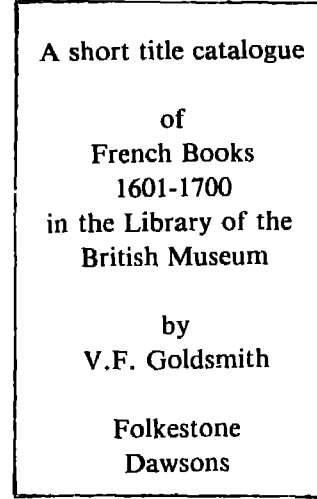 A short title catalogue
of
French Books
1601-1700
in the Library of the
British Museum
by
V.F. Goldsmith
Folkestone
Dawsons